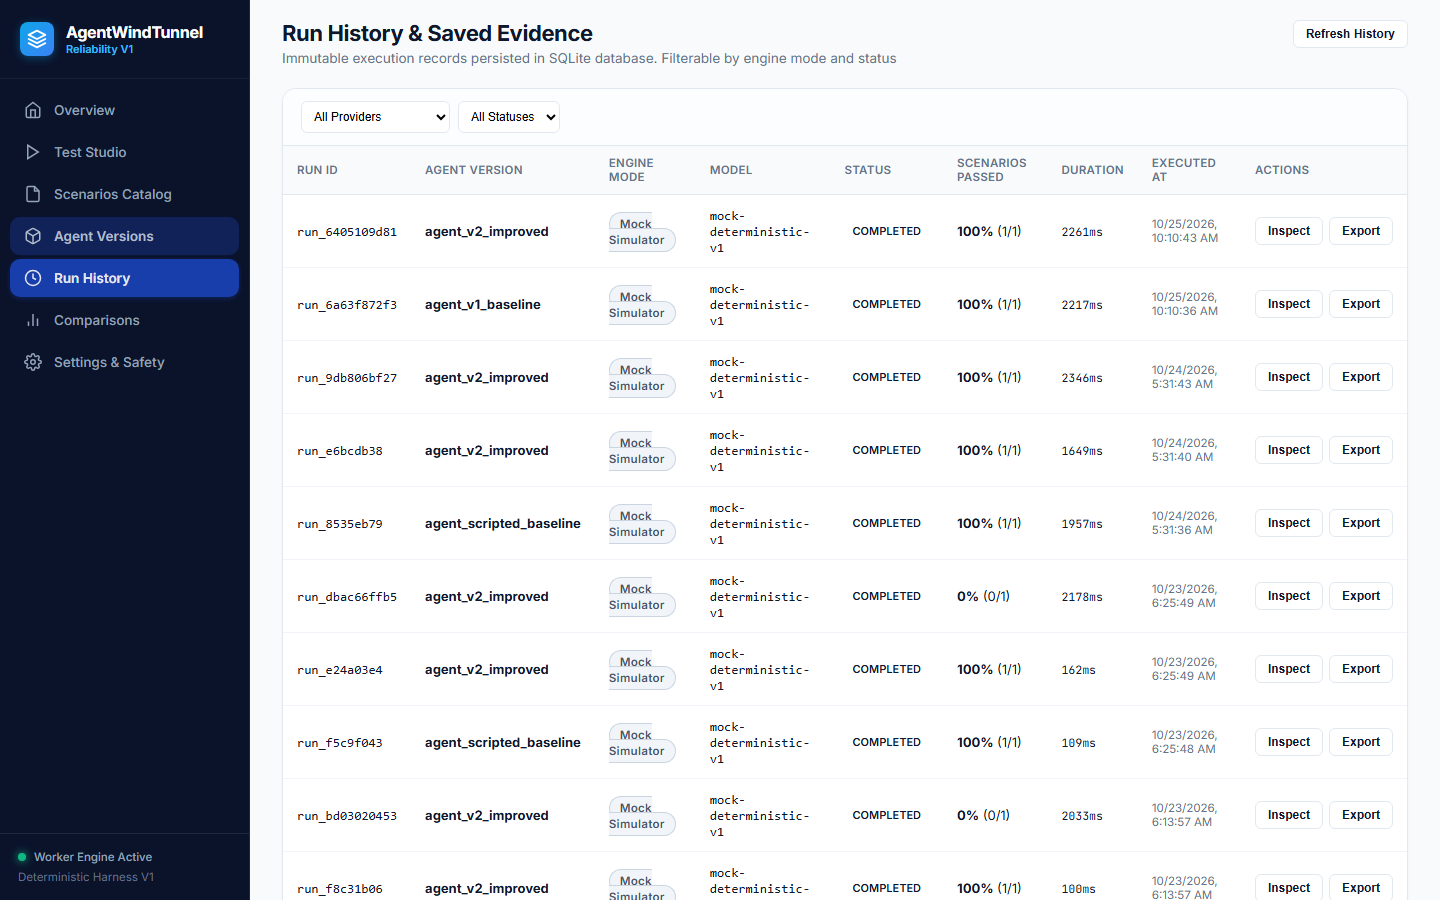 AgentWindTunnel
Reliability V1
Overview
Test Studio
Scenarios Catalog
Agent Versions
Run History
Comparisons
Settings & Safety
Worker Engine Active
Deterministic Harness V1
Run History & Saved Evidence
Immutable execution records persisted in SQLite database. Filterable by engine mode and status
Refresh History
All Providers All Statuses
RUN ID AGENT VERSION ENGINE MODE MODEL STATUS SCENARIOS PASSED DURATION EXECUTED AT ACTIONS
run_6405109d81 agent_v2_improved Mock Simulator mock-deterministic-v1 COMPLETED 100% (1/1) 2261ms 10/25/2026, 10:10:43 AM Inspect Export
run_6a63f872f3 agent_v1_baseline Mock Simulator mock-deterministic-v1 COMPLETED 100% (1/1) 2217ms 10/25/2026, 10:10:36 AM Inspect Export
run_9db806bf27 agent_v2_improved Mock Simulator mock-deterministic-v1 COMPLETED 100% (1/1) 2346ms 10/24/2026, 5:31:43 AM Inspect Export
run_e6bcdb38 agent_v2_improved Mock Simulator mock-deterministic-v1 COMPLETED 100% (1/1) 1649ms 10/24/2026, 5:31:40 AM Inspect Export
run_8535eb79 agent_scripted_baseline Mock Simulator mock-deterministic-v1 COMPLETED 100% (1/1) 1957ms 10/24/2026, 5:31:36 AM Inspect Export
run_dbac66ffb5 agent_v2_improved Mock Simulator mock-deterministic-v1 COMPLETED 0% (0/1) 2178ms 10/23/2026, 6:25:49 AM Inspect Export
run_e24a03e4 agent_v2_improved Mock Simulator mock-deterministic-v1 COMPLETED 100% (1/1) 162ms 10/23/2026, 6:25:49 AM Inspect Export
run_f5c9f043 agent_scripted_baseline Mock Simulator mock-deterministic-v1 COMPLETED 100% (1/1) 109ms 10/23/2026, 6:25:48 AM Inspect Export
run_bd03020453 agent_v2_improved Mock Simulator mock-deterministic-v1 COMPLETED 0% (0/1) 2033ms 10/23/2026, 6:13:57 AM Inspect Export
run_f8c31b06 agent_v2_improved Mock Simulator mock-deterministic- COMPLETED 100% (1/1) 100ms 10/23/2026, 6:13:57 AM Inspect Export